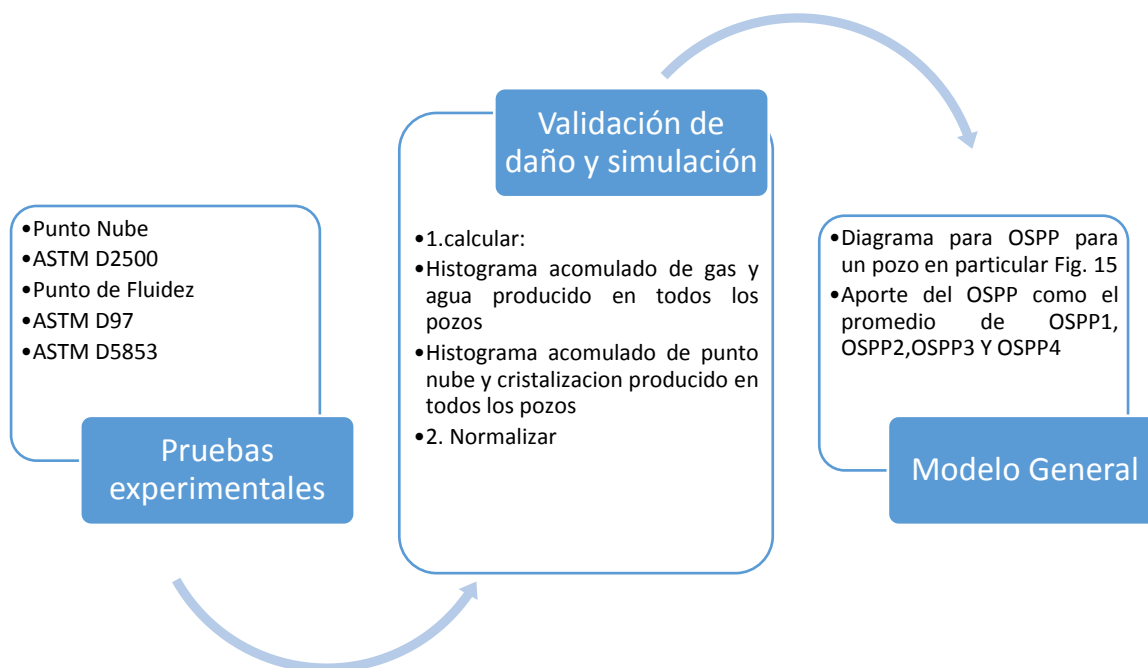 •Punto Nube
•ASTM D2500
•Punto de Fluidez
•ASTM D97
•ASTM D5853
Pruebas
experimentales
Validación de
daño y simulación
•1.calcular:
•Histograma acomulado de gas y
agua producido en todos los
pozos
•Histograma acomulado de punto
nube y cristalizacion producido en
todos los pozos
•2. Normalizar
•Diagrama para OSPP para
un pozo en particular Fig. 15
•Aporte del OSPP como el
promedio de OSPP1,
OSPP2,OSPP3 Y OSPP4
Modelo General